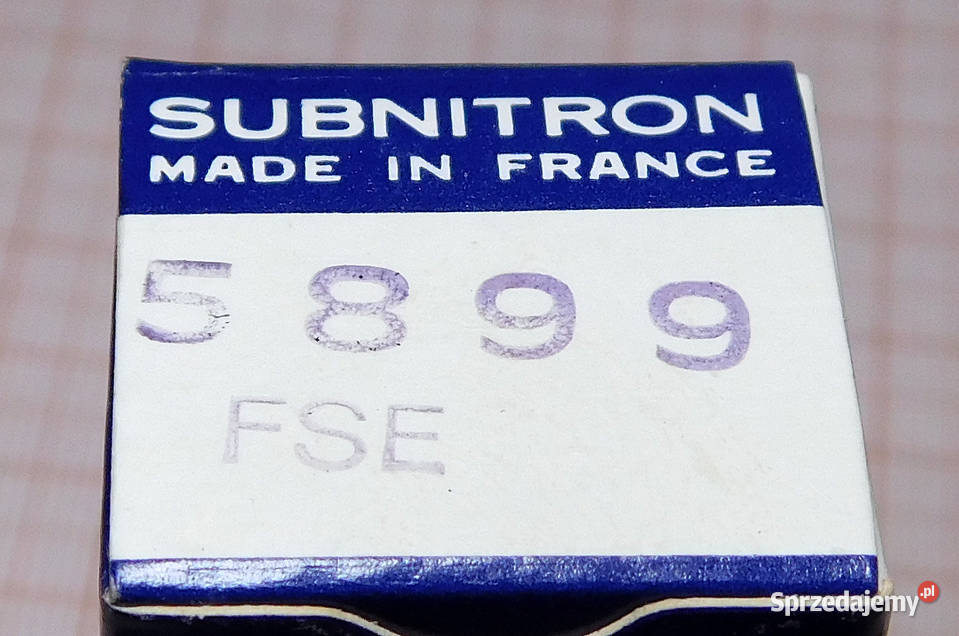 SUBNITRON
MADE IN FRANCE
5899
FSE
Sprzedajemy.pl